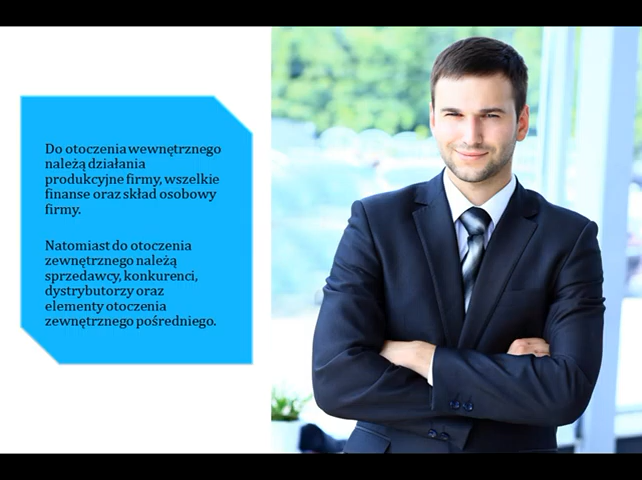 Do otoczenia wewnętrznego
należą działania
produkcyjne firmy, wszelkie
finanse oraz skład osobowy
firmy.
Natomiast do otoczenia
zewnętrznego należą
sprzedawcy, konkurenci,
dystrybutorzy oraz
elementy otoczenia
zewnętrznego pośredniego.